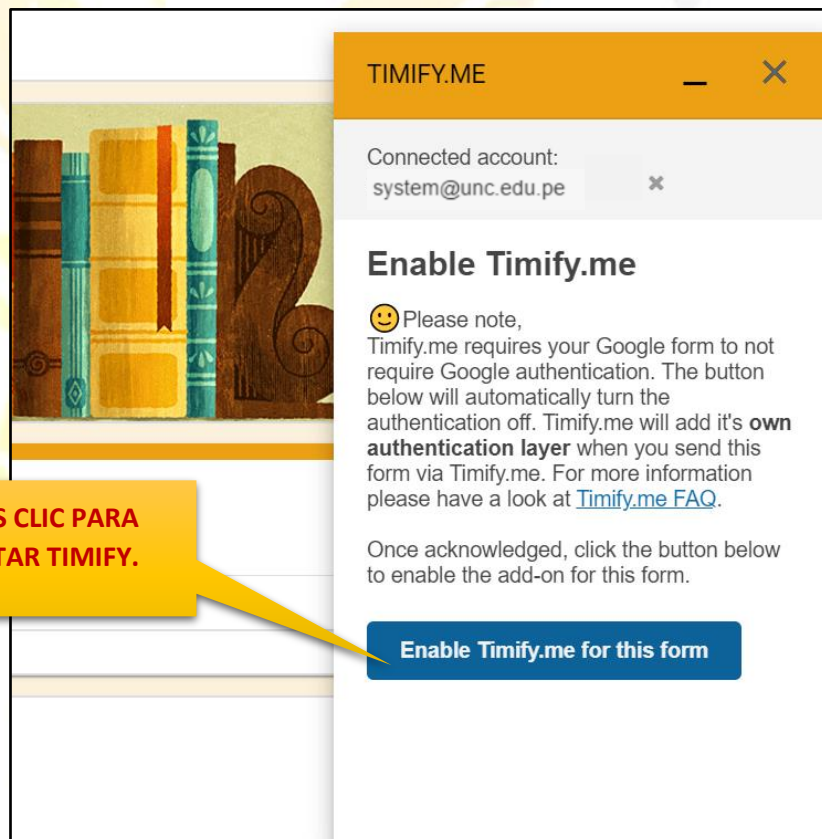 TIMIFY.ME
Connected account:
system@unc.edu.pe
Enable Timify.me
Please note,
Timify.me requires your Google form to not
require Google authentication. The button
below will automatically turn the
authentication off. Timify.me will add it's own
authentication layer when you send this
form via Timify.me. For more information
please have a look at Timify.me FAQ.
Once acknowledged, click the button below
to enable the add-on for this form.
CLIC PARA
TIMIFY.
Enable Timify.me for this form